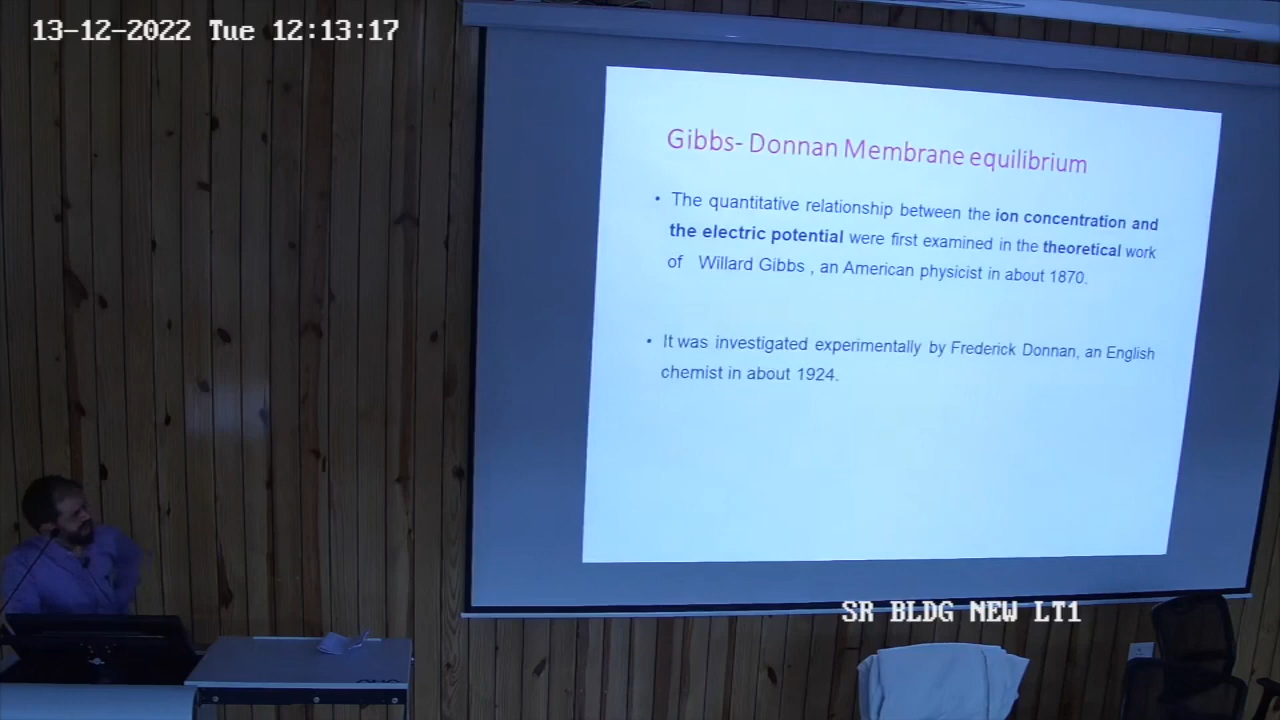 13-12-2022 Tue 12:13:17
Gibbs- Donnan Membrane equilibrium
• The quantitative relationship between the ion concentration and
the electric potential were first examined in the theoretical work
of Willard Gibbs , an American physicist in about 1870.
• It was investigated experimentally by Frederick Donnan, an English
chemist in about 1924.
SR BLDG NEW LT1